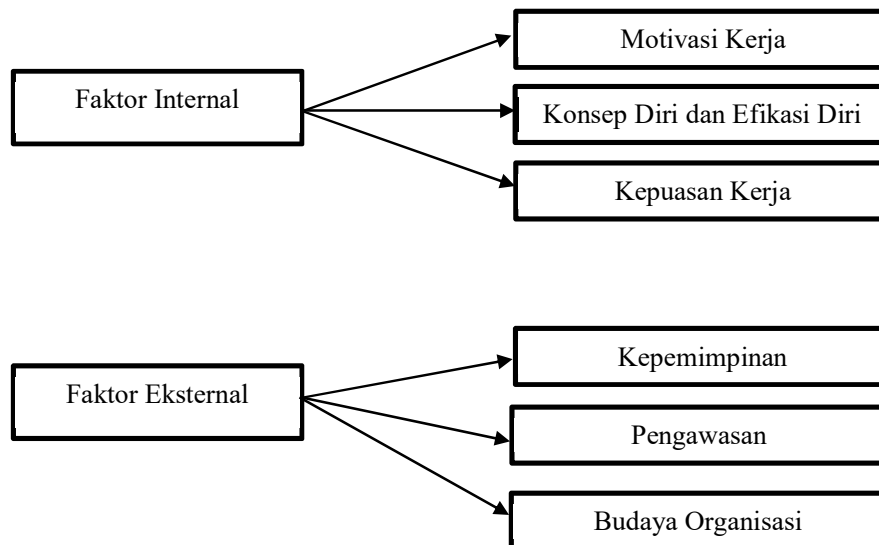 Faktor Internal
Motivasi Kerja
Konsep Diri dan Efikasi Diri
Kepuasan Kerja
Faktor Eksternal
Kepemimpinan
Pengawasan
Budaya Organisasi